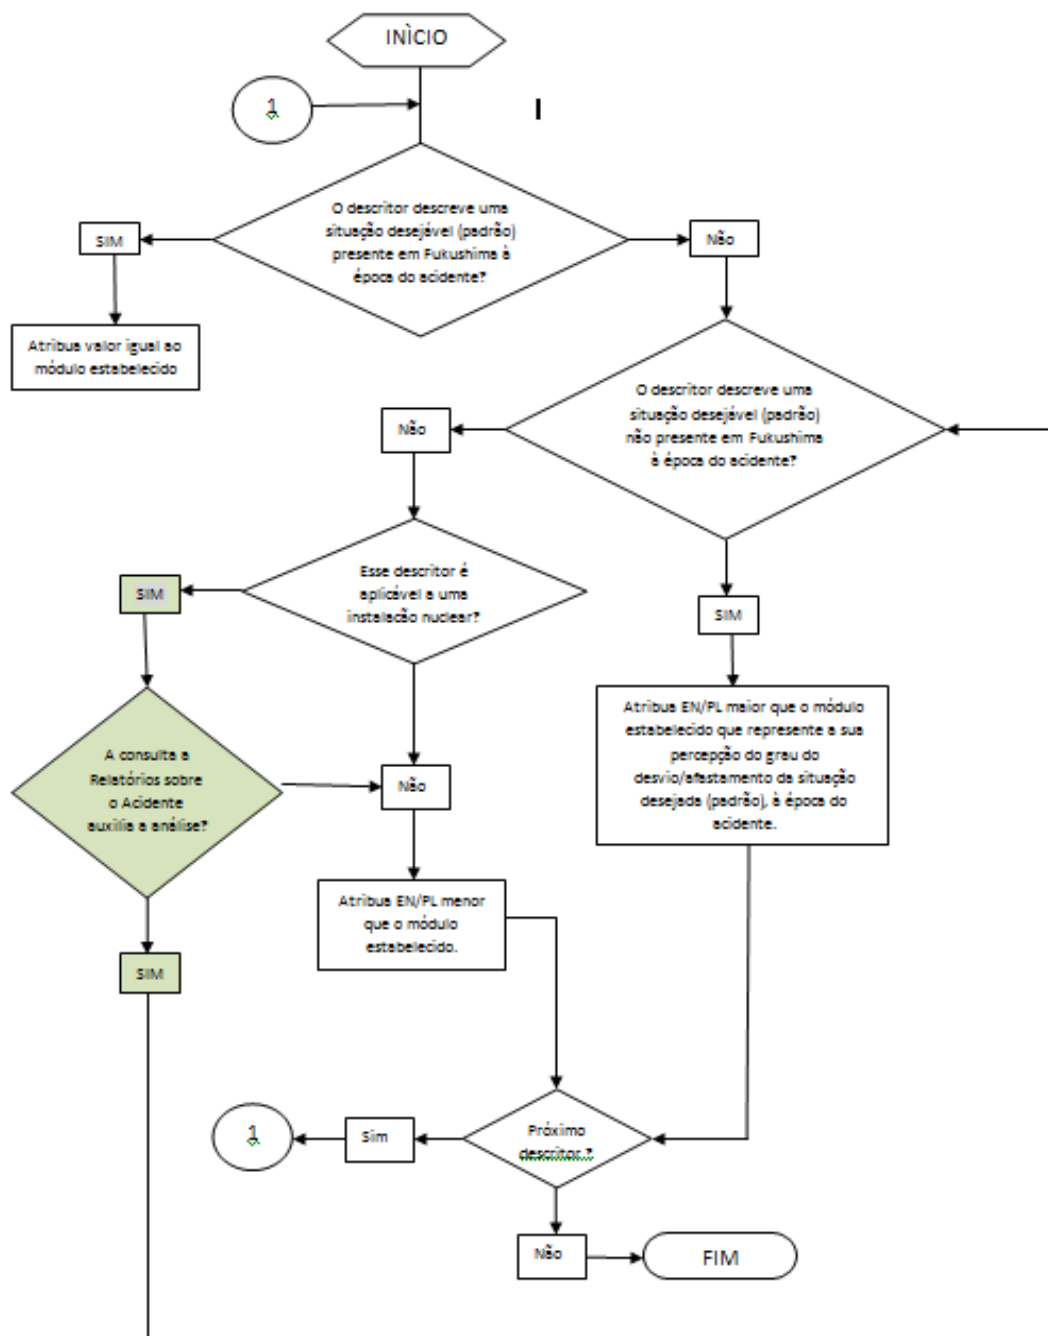 INÌCIO
1
I
O descritor descreve uma
situação desejável (padrão)
presente em Fukushima à
época do acidente?
SIM
Não
Atribua valor igual ao
módulo estabelecido
O descritor descreve uma
situação desejável (padrão)
não presente em Fukushima
à época do acidente?
Não
Esse descritor é
aplicável a uma
instalacão nuclear?
SIM
SIM
Atribua EN/PL maior que o módulo
estabelecido que represente a sua
percepção do grau do
desvio/afastamento da situação
desejada (padrão), à época do
acidente.
A consulta a
Relatórios sobre
o Acidente
auxilia a análise?
Não
Atribua EN/PL menor
que o módulo
estabelecido.
SIM
Próximo
descritor ?
Sim
1
Não
FIM